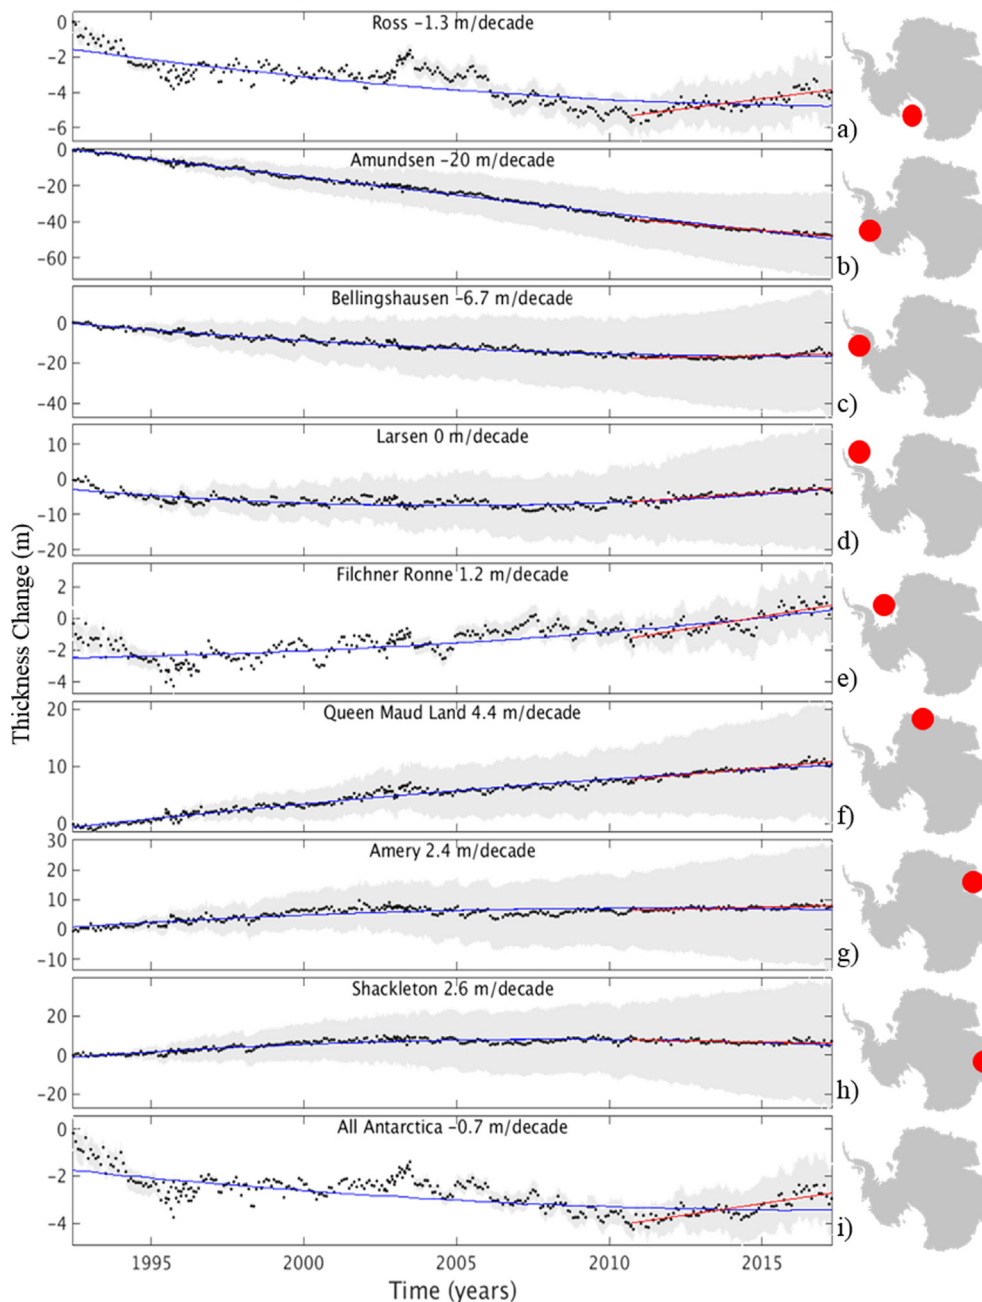 Ross -1.3 m/decade
0
-2
-4
-6
a)
Amundsen -20 m/decade
0
-20
-40
-60
b)
Bellingshausen -6.7 m/decade
0
-20
-40
c)
Larsen 0 m/decade
10
0
-10
-20
d)
Thickness Change (m)
Filchner Ronne 1.2 m/decade
2
0
-2
-4
e)
Queen Maud Land 4.4 m/decade
20
10
0
f)
Amery 2.4 m/decade
30
20
10
0
-10
g)
Shackleton 2.6 m/decade
20
0
-20
h)
All Antarctica -0.7 m/decade
0
-2
-4
i)
1995 2000 2005 2010 2015
Time (years)